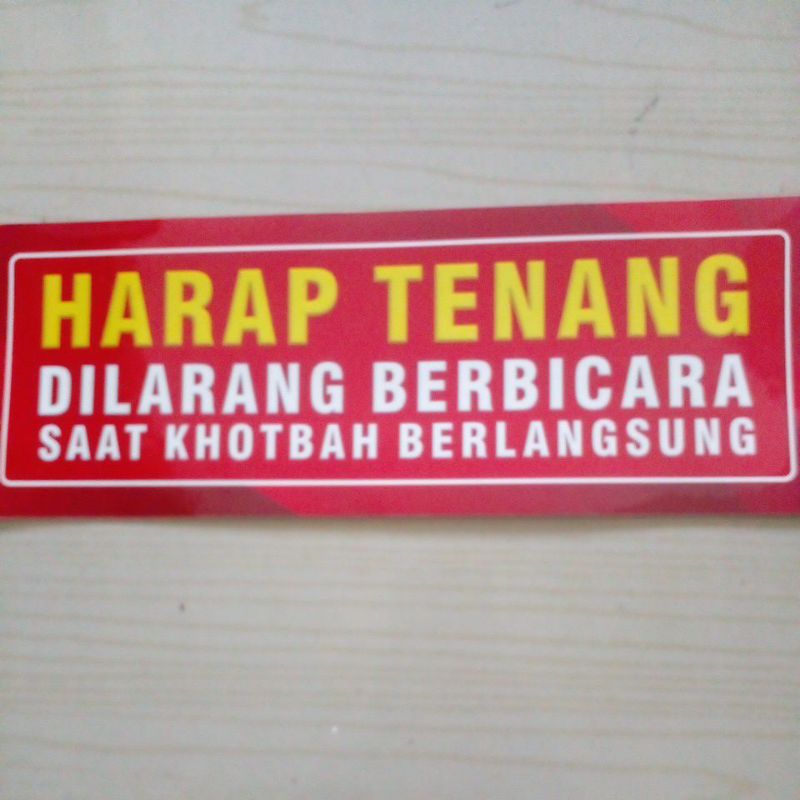 HARAP TENANG
DILARANG BERBICARA
SAAT KHOTBAH BERLANGSUNG